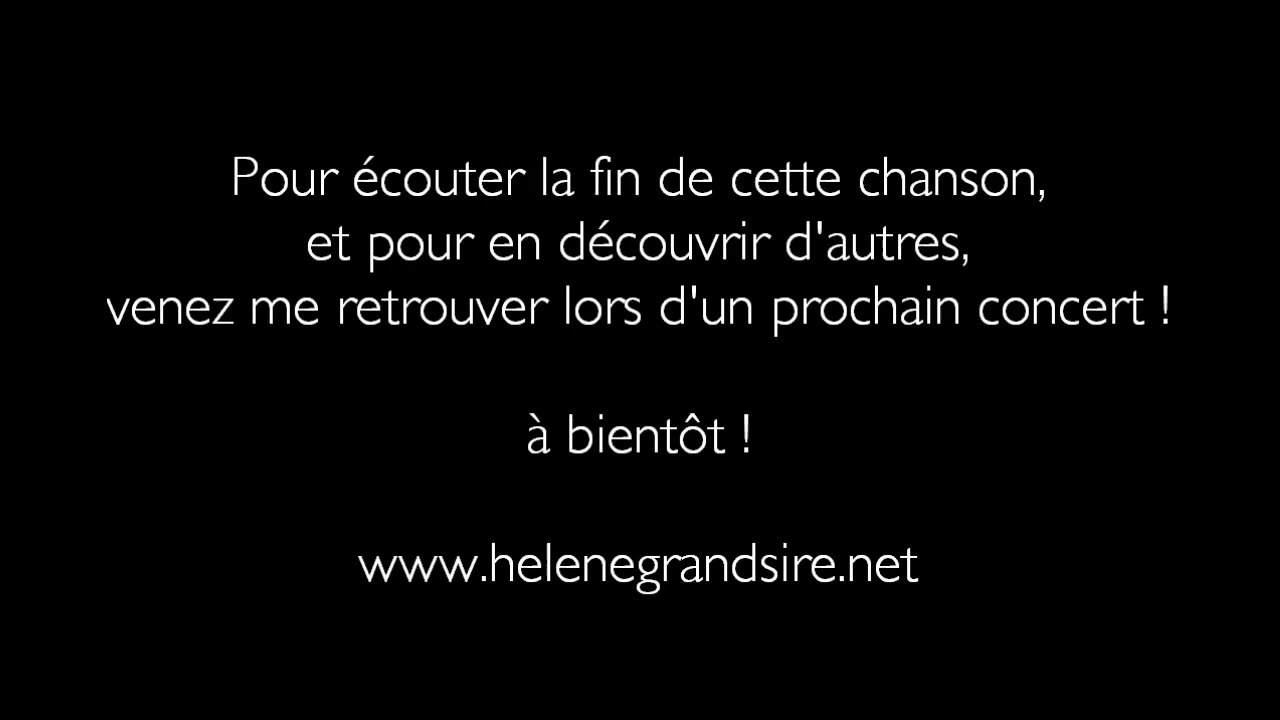 Pour écouter la fin de cette chanson,
et pour en découvrir d'autres,
venez me retrouver lors d'un prochain concert !
à bientôt !
www.helenegrandsire.net